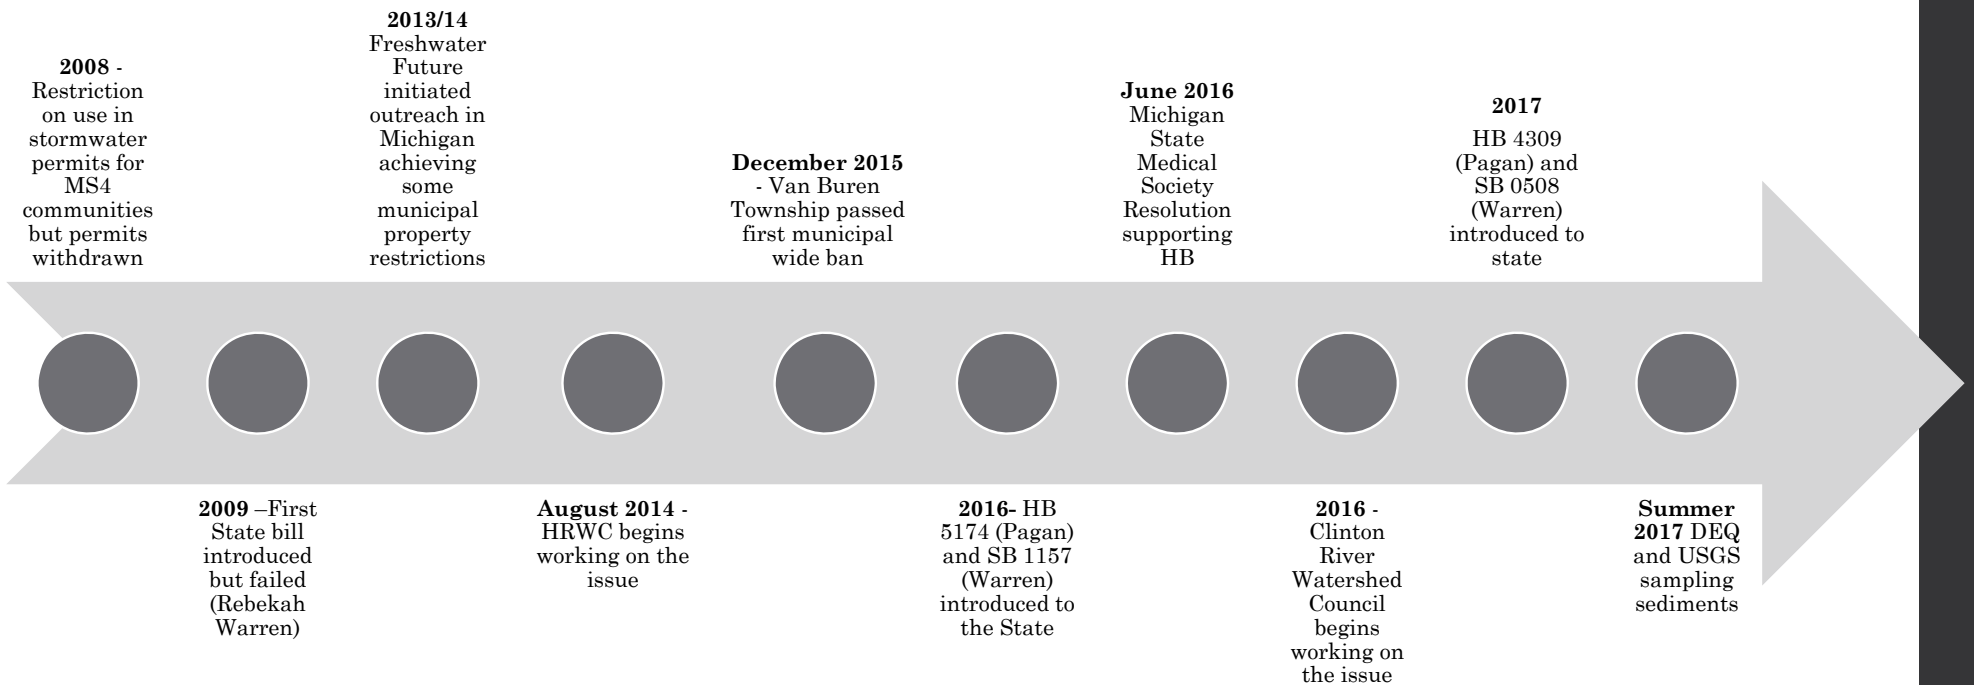 2008 -
Restriction
on use in
stormwater
permits for
MS4
communities
but permits
withdrawn
2009 –First
State bill
introduced
but failed
(Rebekah
Warren)
2013/14
Freshwater
Future
initiated
outreach in
Michigan
achieving
some
municipal
property
restrictions
August 2014 -
HRWC begins
working on the
issue
December 2015
- Van Buren
Township passed
first municipal
wide ban
2016- HB
5174 (Pagan)
and SB 1157
(Warren)
introduced to
the State
June 2016
Michigan
State
Medical
Society
Resolution
supporting
HB
2016 -
Clinton
River
Watershed
Council
begins
working on
the issue
2017
HB 4309
(Pagan) and
SB 0508
(Warren)
introduced to
state
Summer
2017 DEQ
and USGS
sampling
sediments